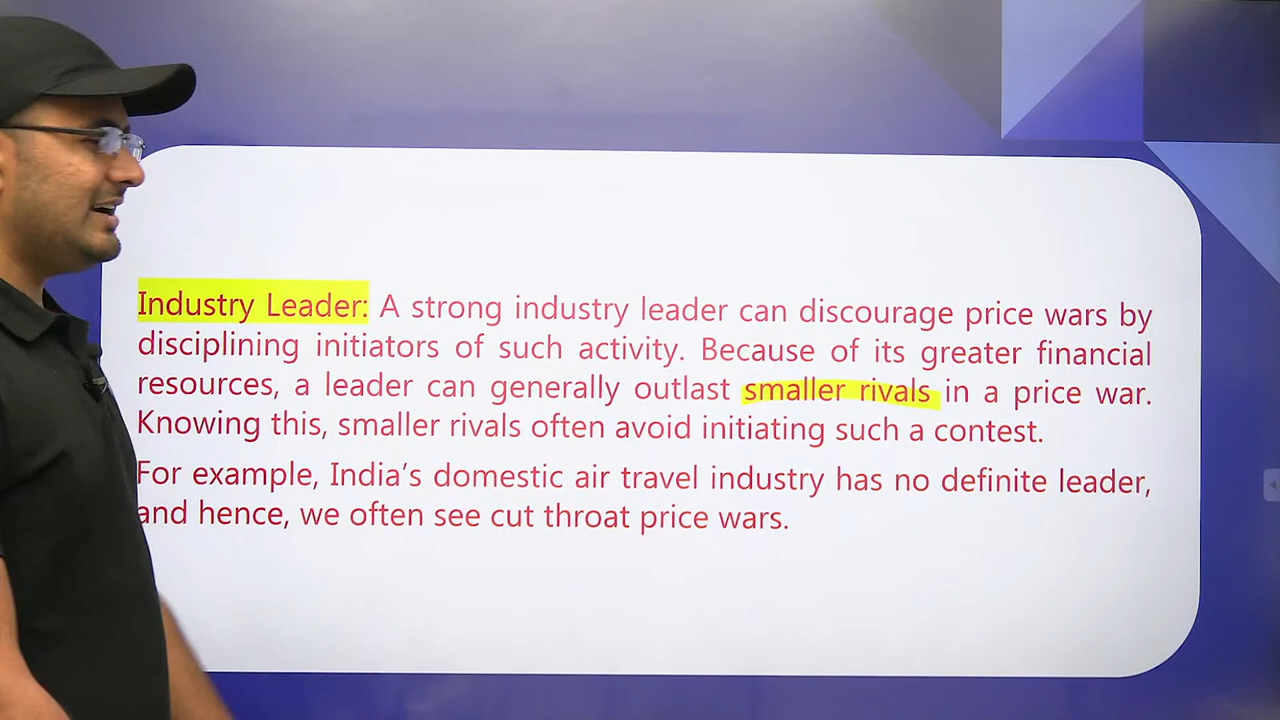 Industry Leader: A strong industry leader can discourage price wars by
disciplining initiators of such activity. Because of its greater financial
resources, a leader can generally outlast smaller rivals in a price war.
Knowing this, smaller rivals often avoid initiating such a contest.
For example, India’s domestic air travel industry has no definite leader,
and hence, we often see cut throat price wars.